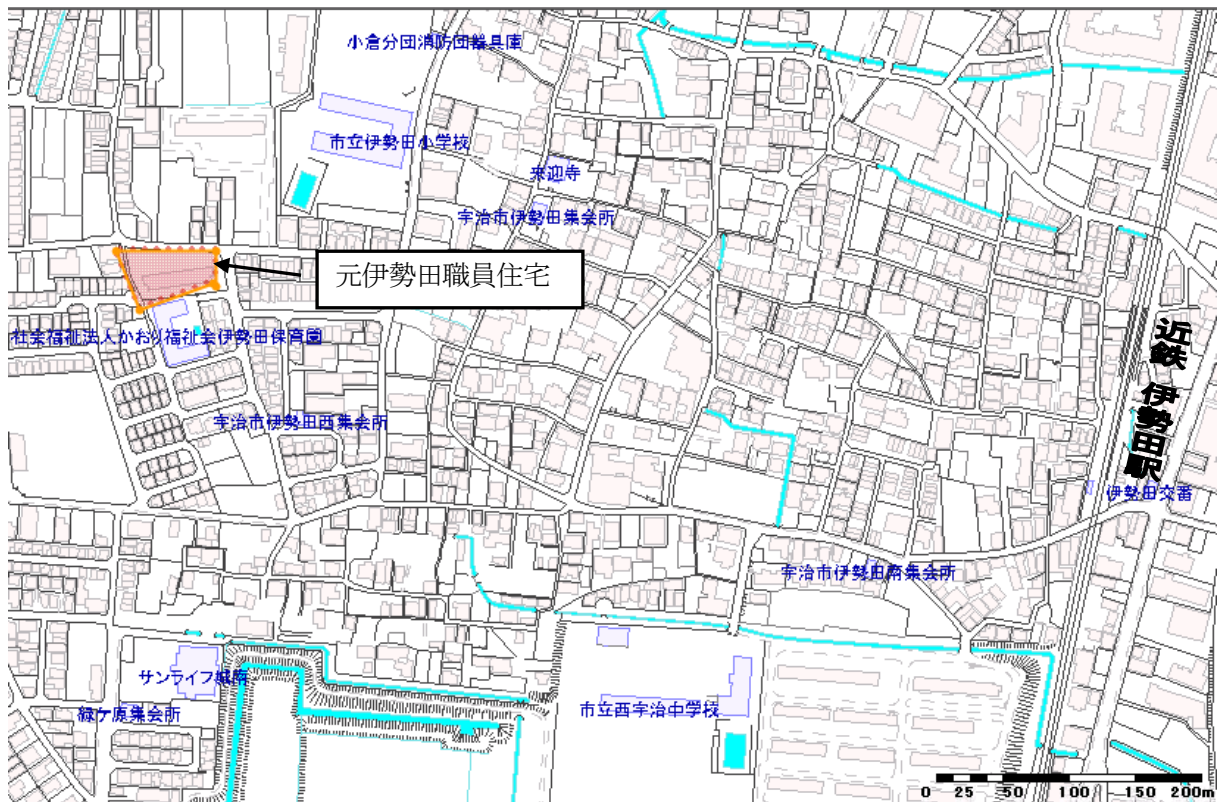 小倉分団消防団器具庫
市立伊勢田小学校
来迎寺
宇治市伊勢田集会所
元伊勢田職員住宅
社会福祉法人かおり福祉会伊勢田保育園
近鉄 伊勢田駅
宇治市伊勢田西集会所
伊勢田交番
宇治市伊勢田南集会所
サンライフ城南
緑ケ原集会所
市立西宇治中学校
0 25 50 100 150 200m